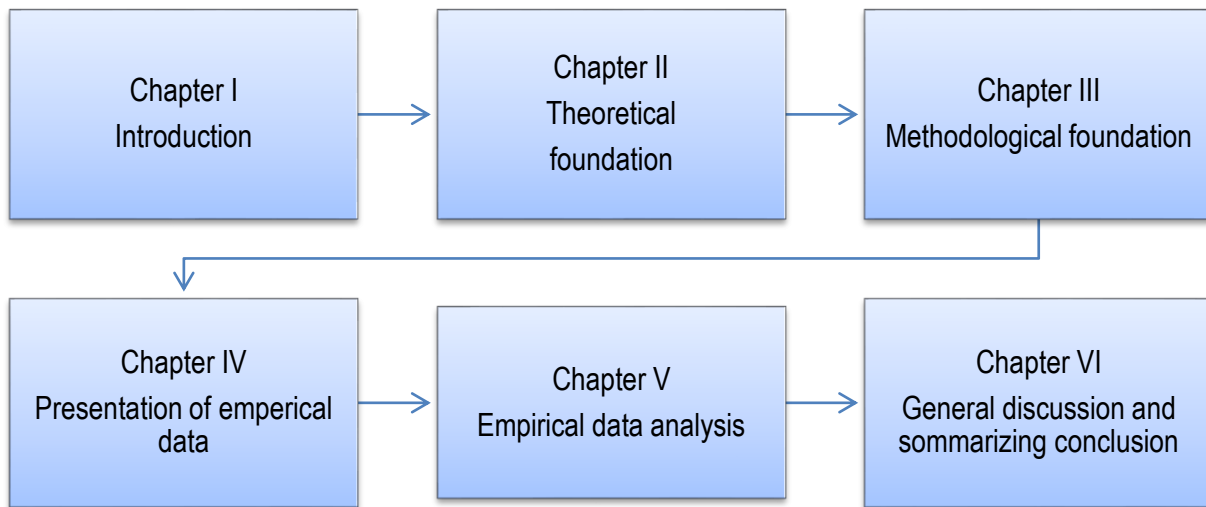 Chapter I
Introduction
Chapter II
Theoretical
foundation
Chapter III
Methodological foundation
Chapter IV
Presentation of emperical
data
Chapter V
Empirical data analysis
Chapter VI
General discussion and
sommarizing conclusion